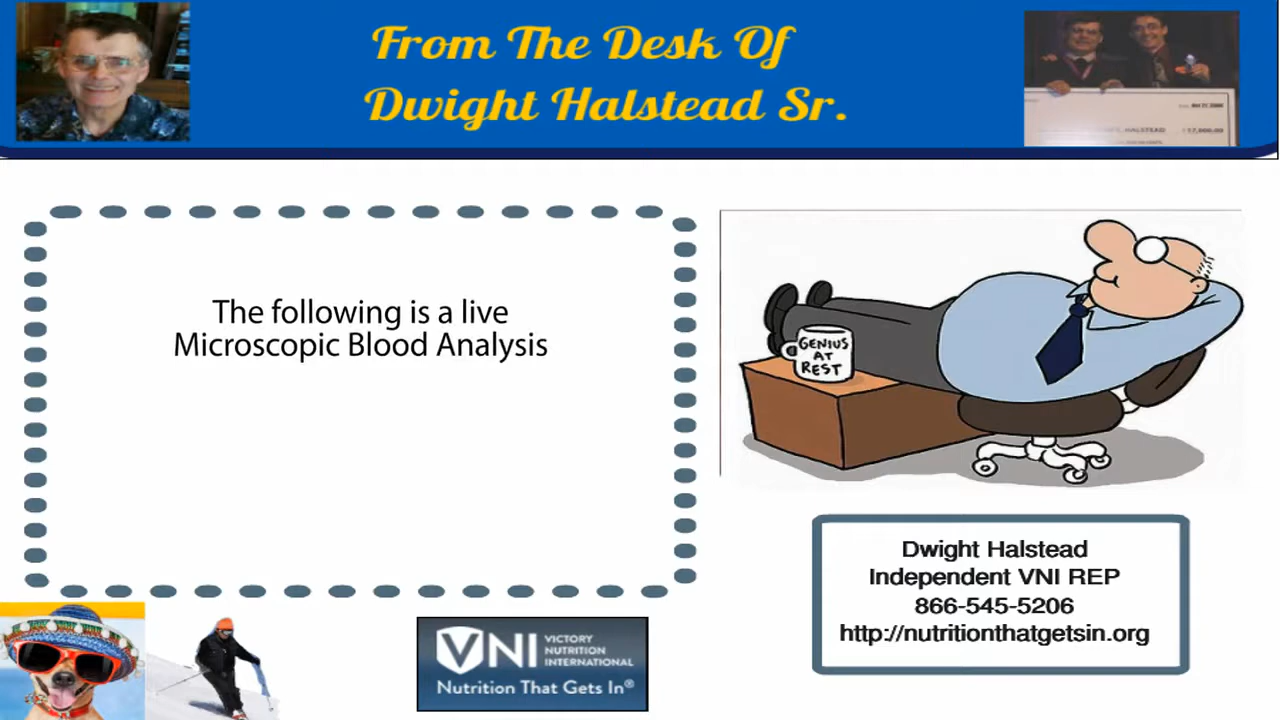 From The Desk Of
Dwight Halstead Sr.
HALSTEAD
The following is a live
Microscopic Blood Analysis
GENIUS
AT
REST
Dwight Halstead
Independent VNI REP
866-545-5206
http://nutritionthatgetsin.org
VNI
VICTORY
NUTRITION
INTERNATIONAL
Nutrition That Gets In®